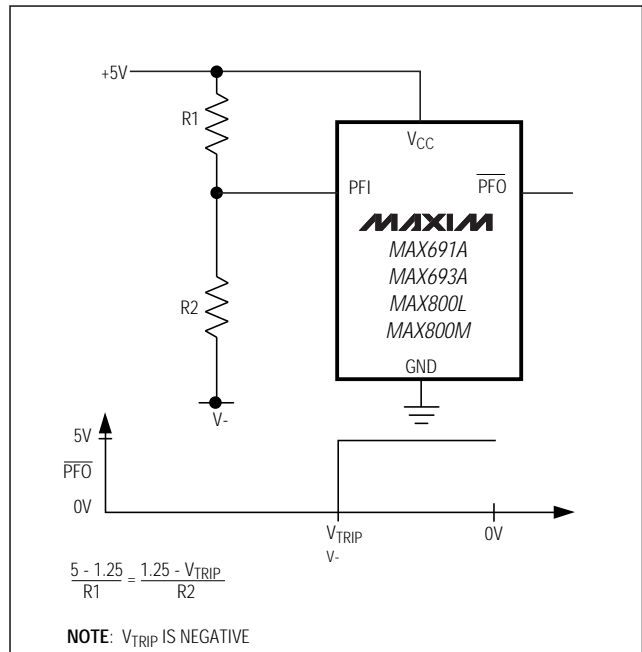 +5V
R1
VCC
PFI
PFO
MAXIM
MAX691A
MAX693A
MAX800L
MAX800M
R2
GND
V-
5V
PFO
0V
VTRIP
0V
V-
5 - 1.25
R1
=
1.25 - VTRIP
R2
NOTE: VTRIP IS NEGATIVE